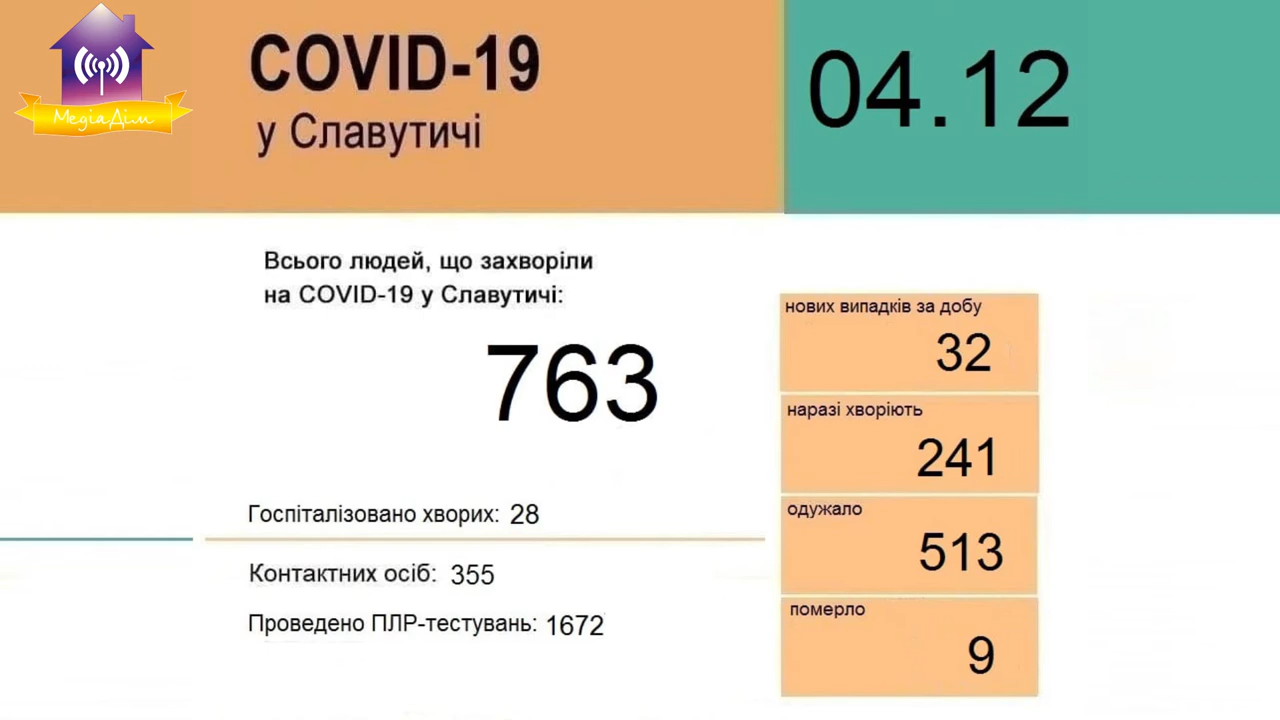 МедіаДім
COVID-19
у Славутичі
04.12
Всього людей, що захворіли
на COVID-19 у Славутичі:
763
нових випадків за добу
32
наразі хворіють
241
одужало
513
померло
9
Госпіталізовано хворих: 28
Контактних осіб: 355
Проведено ПЛР-тестувань: 1672